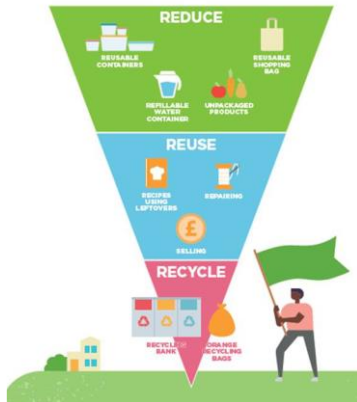 REDUCE
REUSABLE
CONTAINERS
REUSABLE
SHOPPING
BAG
REFILLABLE
WATER
CONTAINER
UNPACKAGED
PRODUCTS
REUSE
RECIPES
USING
LEFTOVERS
REPAIRING
£
SELLING
RECYCLE
RECYCLING
BANK
ORANGE
RECYCLING
BAGS